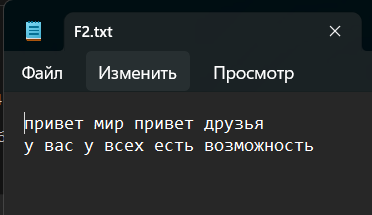 F2.txt
Файл Изменить Просмотр
привет мир привет друзья
у вас у всех есть возможность